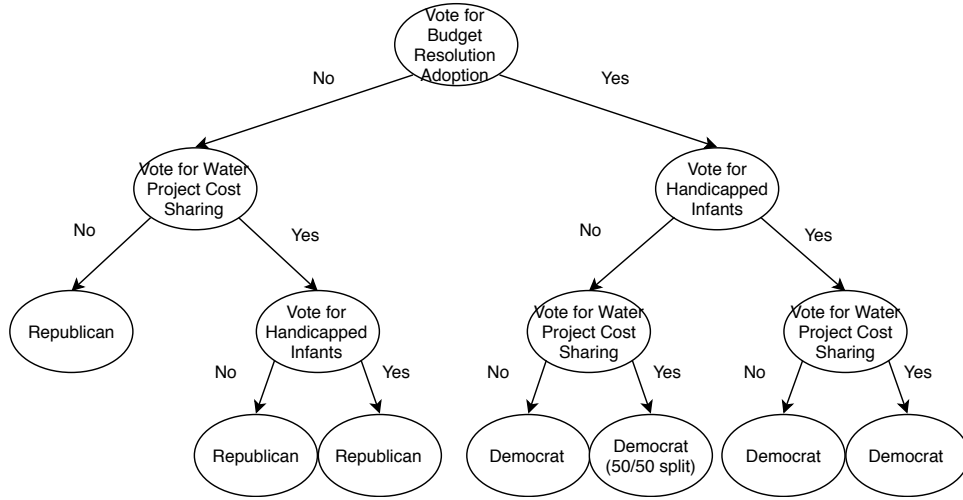 Vote for
Budget
Resolution
Adoption
No
Yes
Vote for Water
Project Cost
Sharing
Vote for
Handicapped
Infants
No
Yes
No
Yes
Republican
Vote for
Handicapped
Infants
Vote for Water
Project Cost
Sharing
Vote for Water
Project Cost
Sharing
No
Yes
No
Yes
No
Yes
Republican
Republican
Democrat
Democrat
(50/50 split)
Democrat
Democrat